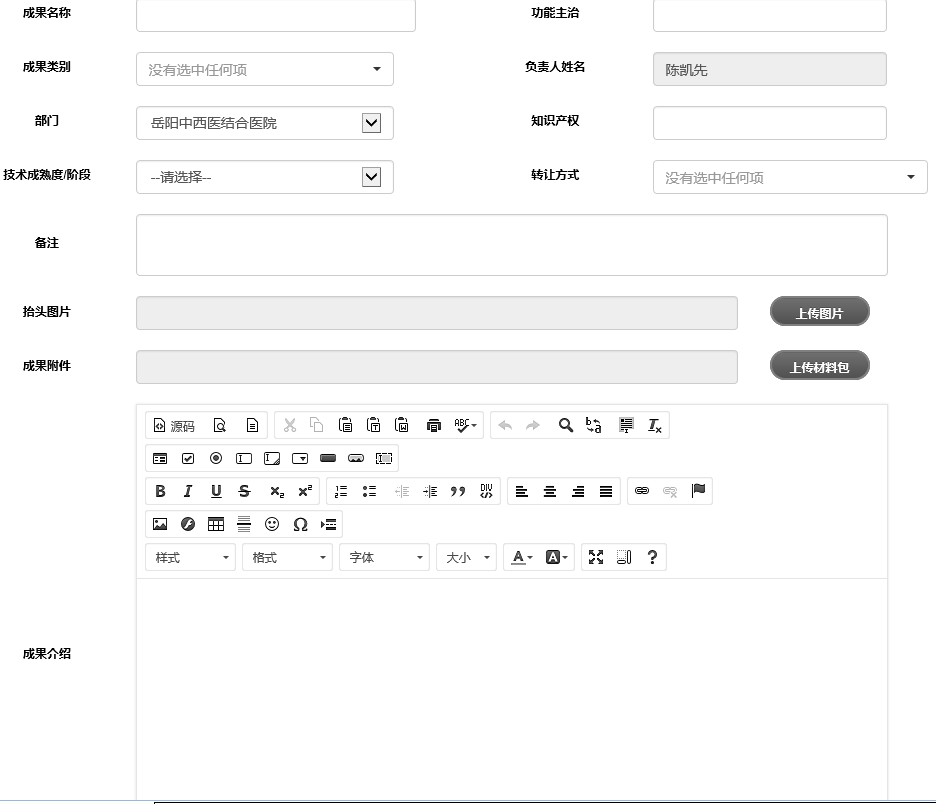 成果名称 功能主治
成果类别 没有选中任何项 负责人姓名 陈凯先
部门 岳阳中西医结合医院 知识产权
技术成熟度/阶段 --请选择-- 转让方式 没有选中任何项
备注
抬头图片 上传图片
成果附件 上传材料包
源码 ABC
B I U S x₂ x² DIV
样式 格式 字体 大小 A A ?
成果介绍